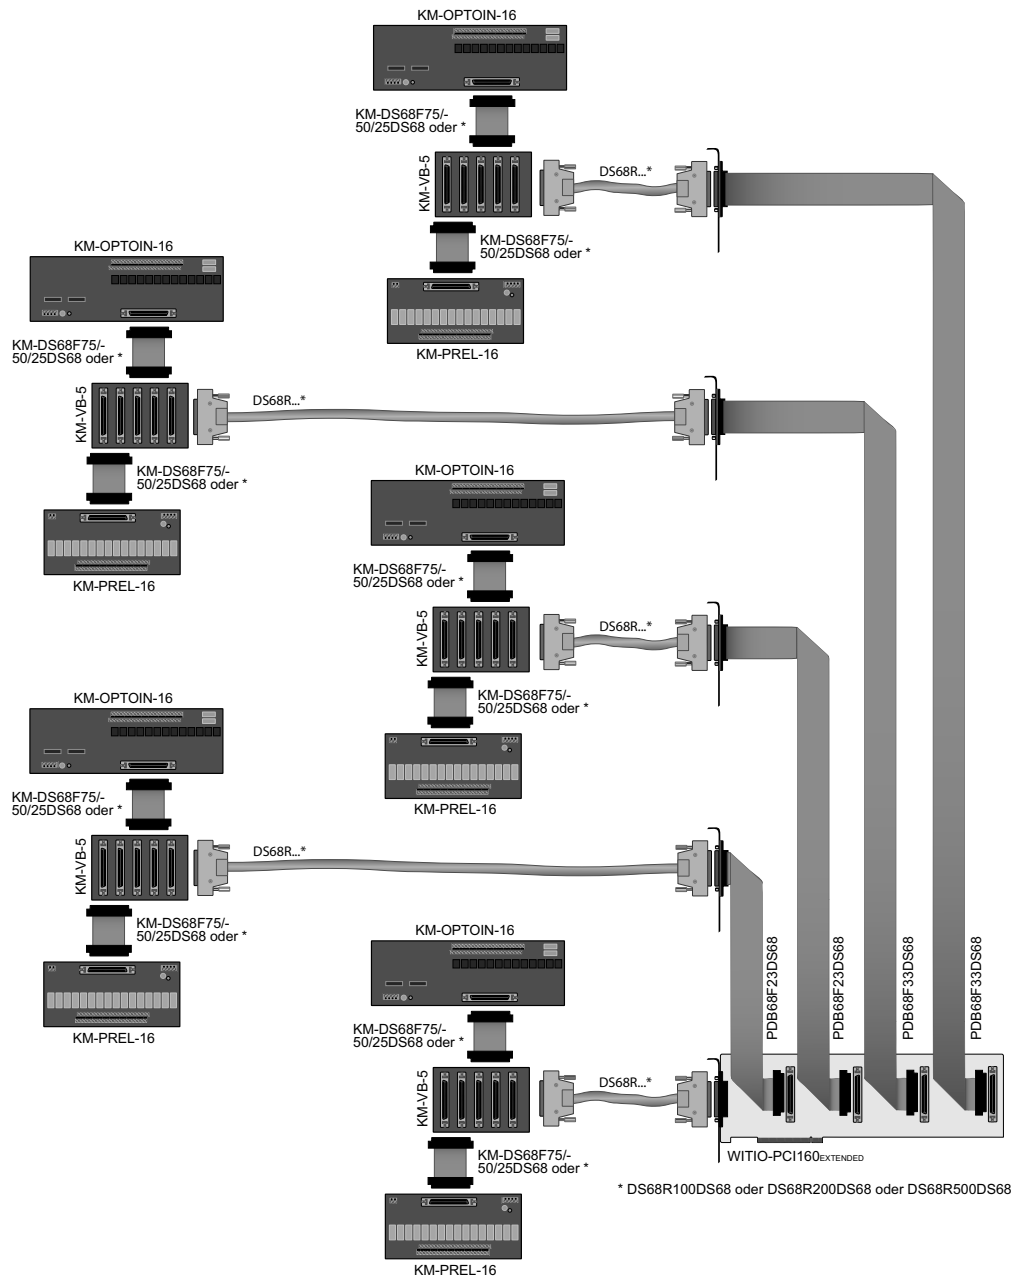 KM-OPTOIN-16
KM-DS68F75/-
50/25DS68 oder *
KM-VB-5
DS68R...*
KM-DS68F75/-
50/25DS68 oder *
KM-PREL-16
KM-OPTOIN-16
KM-DS68F75/-
50/25DS68 oder *
KM-VB-5
DS68R...*
KM-DS68F75/-
50/25DS68 oder *
KM-PREL-16
KM-OPTOIN-16
KM-DS68F75/-
50/25DS68 oder *
KM-VB-5
DS68R...*
KM-DS68F75/-
50/25DS68 oder *
KM-PREL-16
KM-OPTOIN-16
KM-DS68F75/-
50/25DS68 oder *
KM-VB-5
DS68R...*
KM-DS68F75/-
50/25DS68 oder *
KM-PREL-16
KM-OPTOIN-16
KM-DS68F75/-
50/25DS68 oder *
KM-VB-5
DS68R...*
KM-DS68F75/-
50/25DS68 oder *
KM-PREL-16
PDB68F23DS68
PDB68F23DS68
PDB68F33DS68
PDB68F33DS68
WITIO-PCI160EXTENDED
* DS68R100DS68 oder DS68R200DS68 oder DS68R500DS68